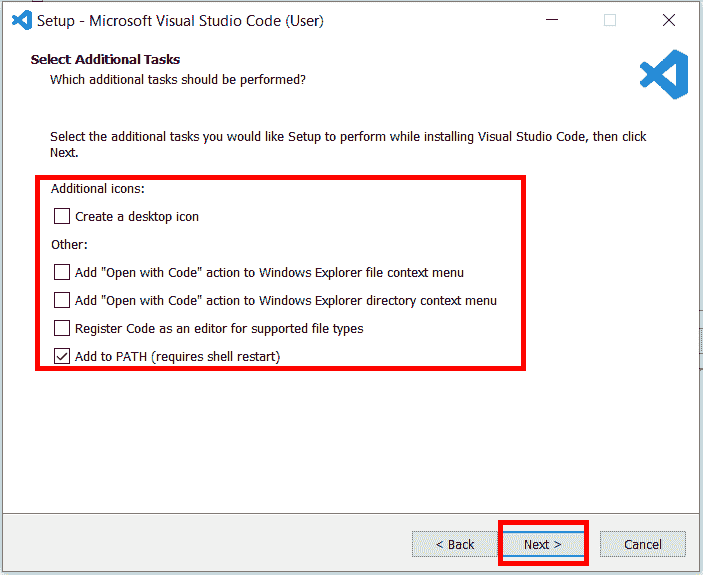 Setup - Microsoft Visual Studio Code (User)
Select Additional Tasks
Which additional tasks should be performed?
Select the additional tasks you would like Setup to perform while installing Visual Studio Code, then click
Next.
Additional icons:
Create a desktop icon
Other:
Add "Open with Code" action to Windows Explorer file context menu
Add "Open with Code" action to Windows Explorer directory context menu
Register Code as an editor for supported file types
Add to PATH (requires shell restart)
< Back Next > Cancel